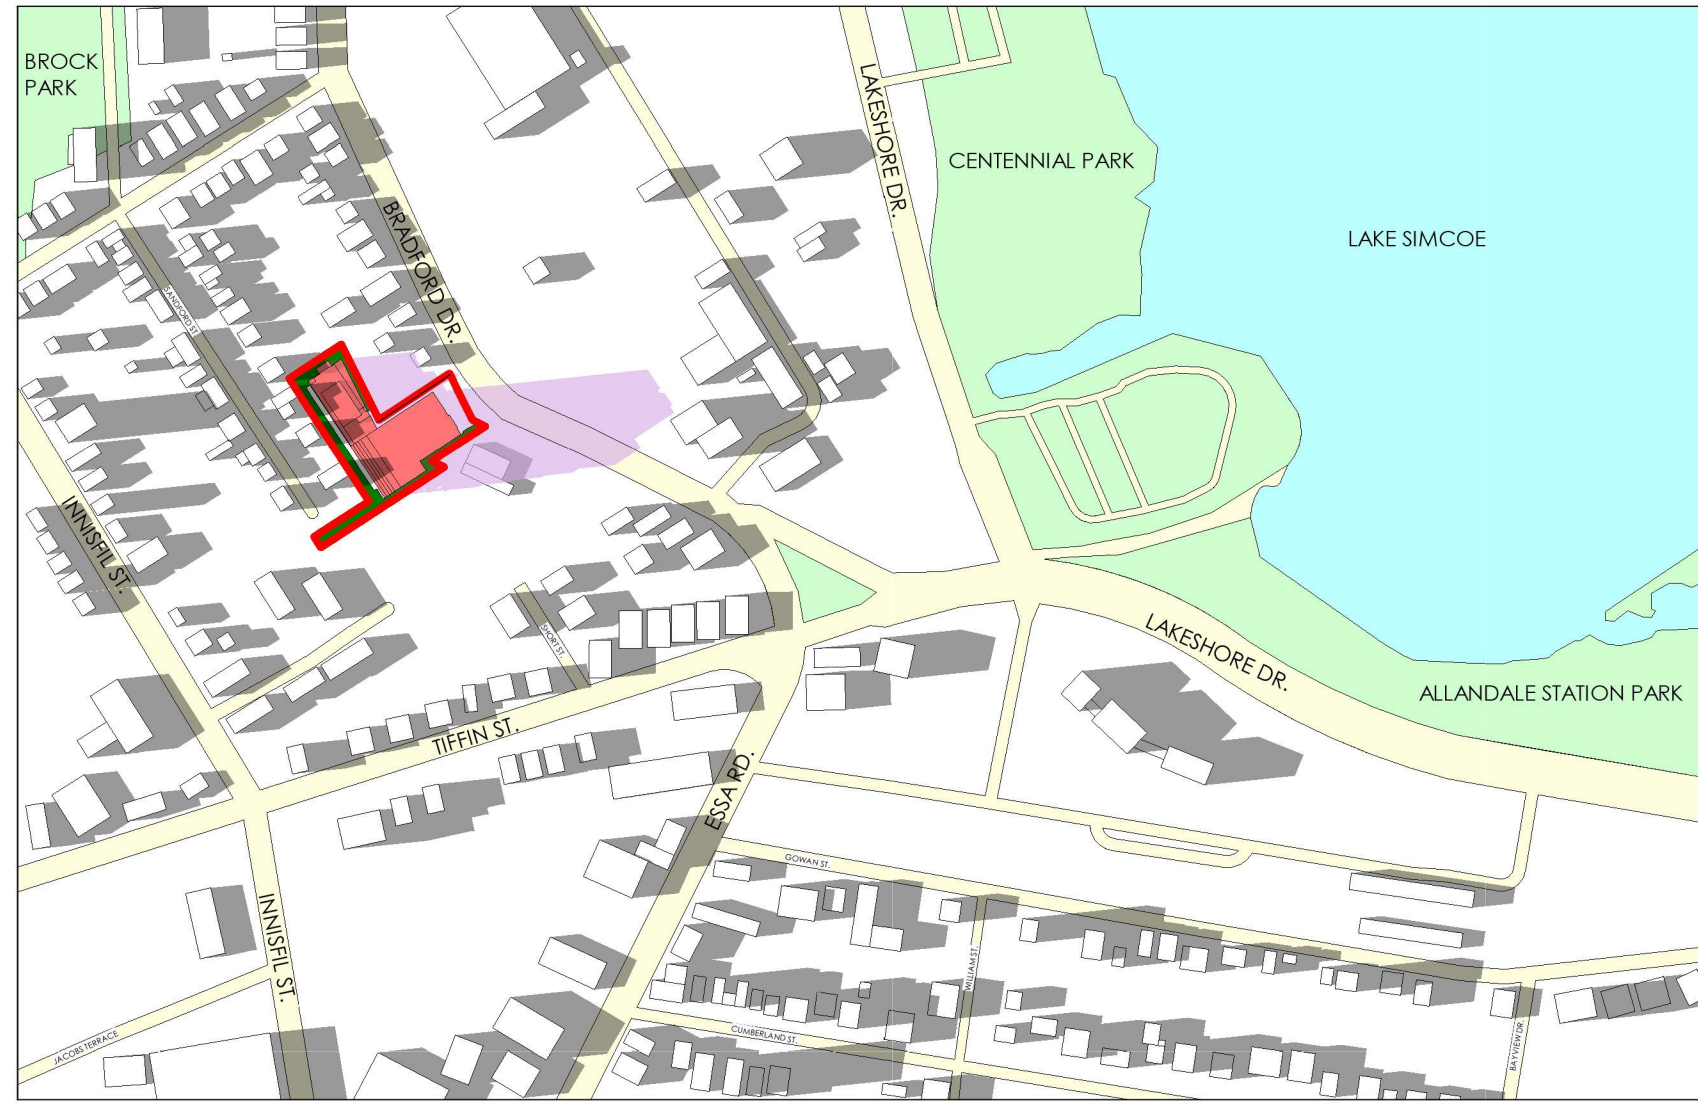 BROCK
PARK
LAKESHORE DR.
CENTENNIAL PARK
BRADFORD DR.
LAKE SIMCOE
SANDFORD ST.
INNISFIL ST.
SHORT ST.
LAKESHORE DR.
ALLANDALE STATION PARK
TIFFIN ST.
ESSA RD.
GOWAN ST.
INNISFIL ST.
WILLIAM ST.
JACOBS TERRACE
CUMBERLAND ST.
BAYVIEW DR.